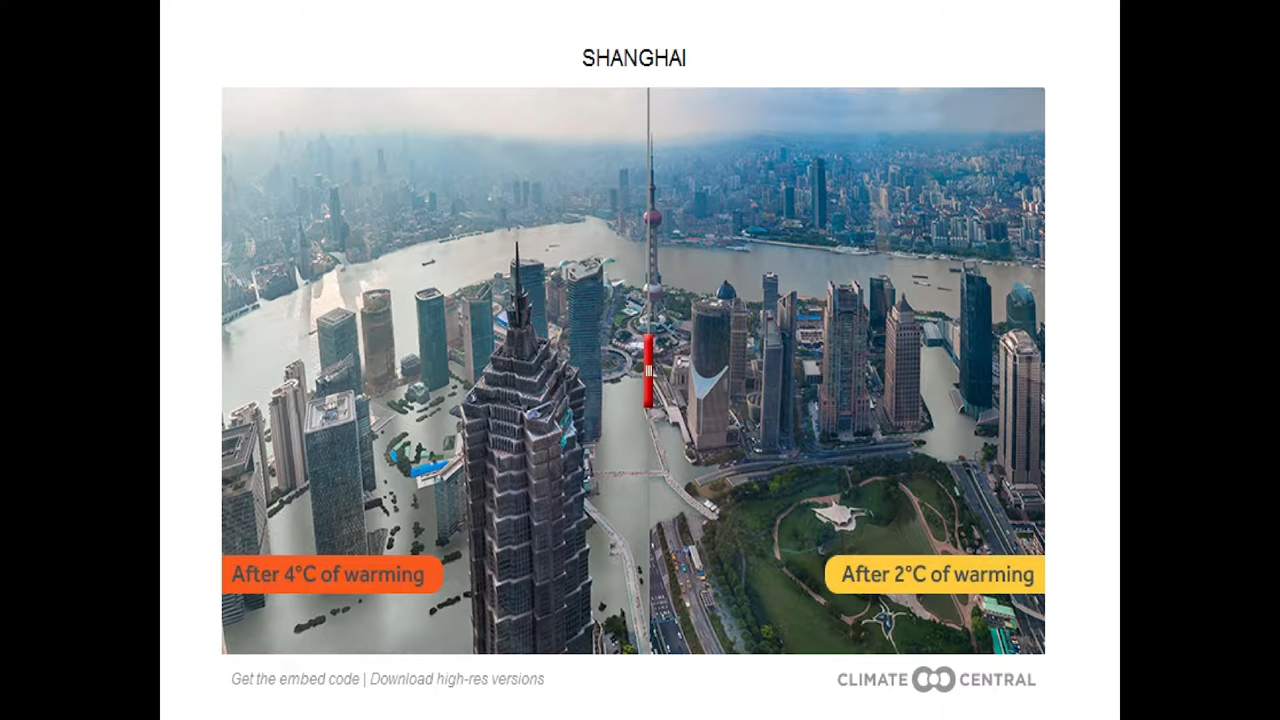 SHANGHAI
After 4°C of warming
After 2°C of warming
Get the embed code | Download high-res versions
CLIMATE CENTRAL